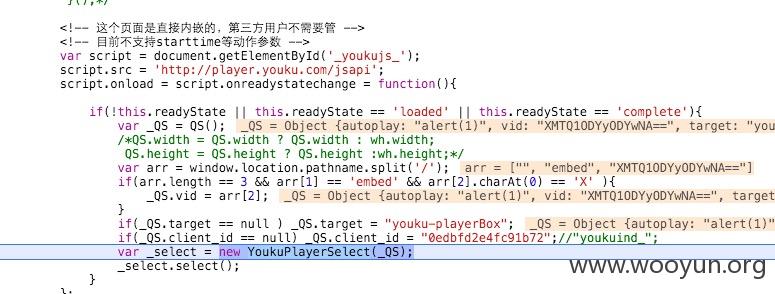 }();*/
<!-- 这个页面是直接内嵌的，第三方用户不需要管 -->
<!-- 目前不支持starttime等动作参数 -->
var script = document.getElementById('_youkujs_');
script.src = 'http://player.youku.com/jsapi';
script.onload = script.onreadystatechange = function(){
if(!this.readyState || this.readyState == 'loaded' || this.readyState == 'complete'){
var _QS = QS(); _QS = Object {autoplay: "alert(1)", vid: "XMTQ1ODYyODYwNA==", target: "you
/*QS.width = QS.width ? QS.width : wh.width;
QS.height = QS.height ? QS.height :wh.height;*/
var arr = window.location.pathname.split('/'); arr = ["", "embed", "XMTQ1ODYyODYwNA=="]
if(arr.length == 3 && arr[1] == 'embed' && arr[2].charAt(0) == 'X' ){
_QS.vid = arr[2]; _QS = Object {autoplay: "alert(1)", vid: "XMTQ1ODYyODYwNA==", target
}
if(_QS.target == null ) _QS.target = "youku-playerBox"; _QS = Object {autoplay: "alert(1)"
if(_QS.client_id == null) _QS.client_id = "0edbfd2e4fc91b72";//"youkuind_";
var _select = new YoukuPlayerSelect(_QS);
_select.select();
}
};
www.wooyun.org